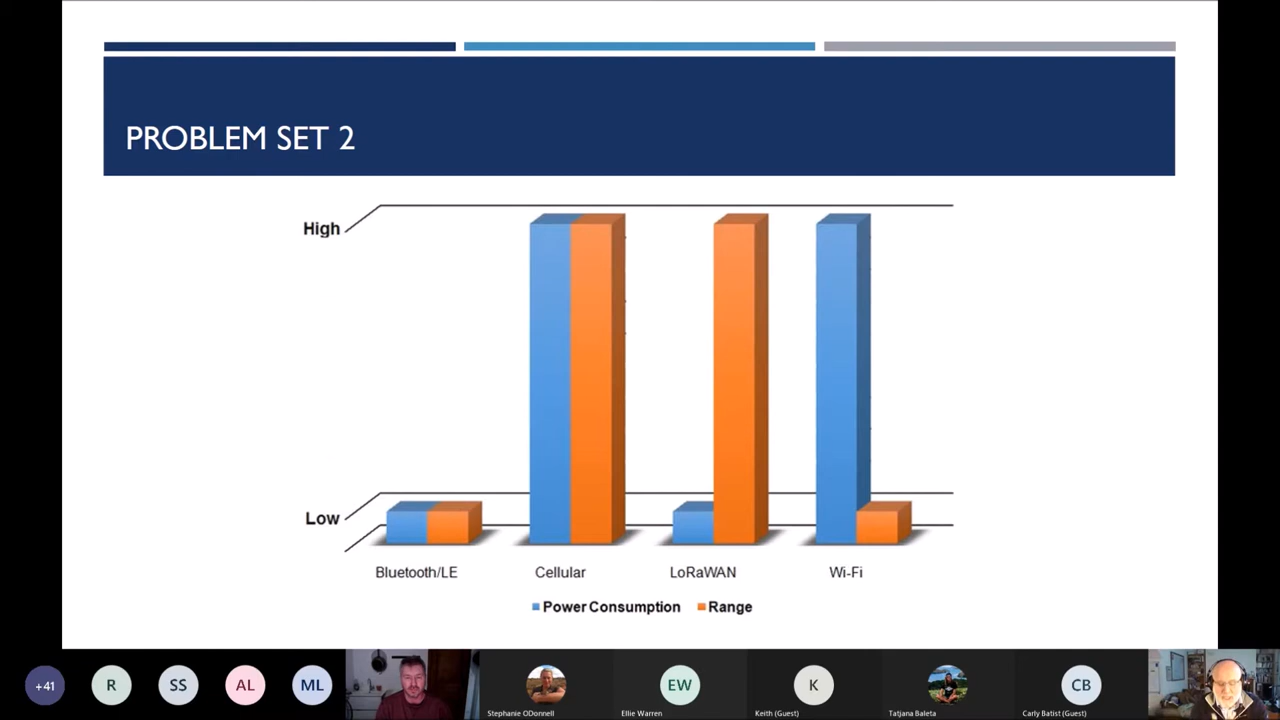 PROBLEM SET 2
High
Low
Bluetooth/LE
Cellular
LoRaWAN
Wi-Fi
Power Consumption
Range
+41
R
SS
AL
ML
Stephanie ODonnell
EW
Ellie Warren
K
Keith (Guest)
Tatjana Baleta
CB
Carly Batist (Guest)